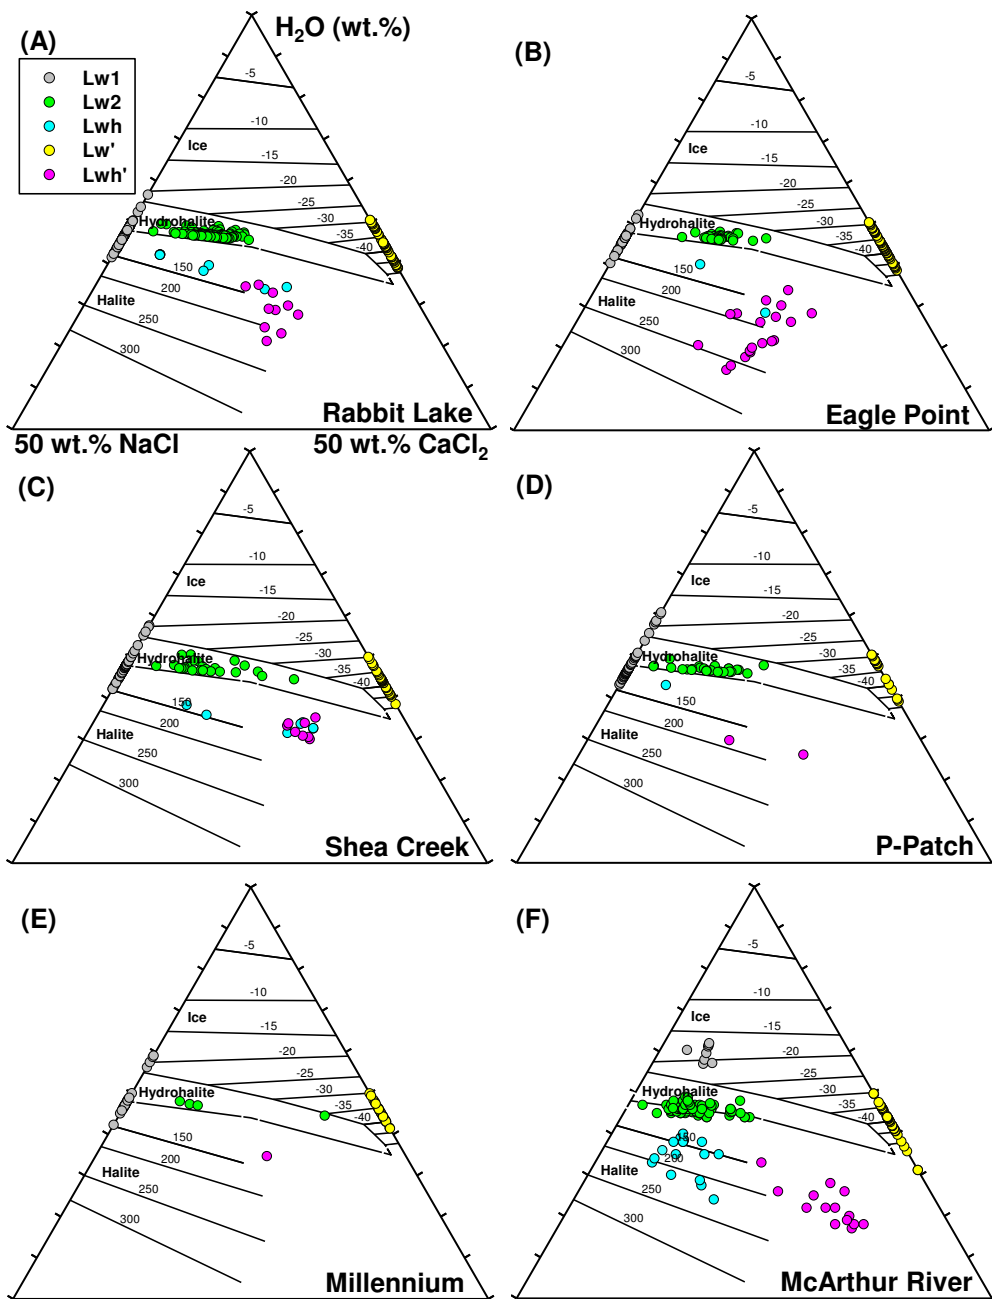 (A)
H₂O (wt.%)
Lw1
Lw2
Lwh
Lw'
Lwh'
-5
-10
Ice
-15
-20
-25
-30
-35
-40
Hydrohalite
150
200
Halite
250
300
Rabbit Lake
50 wt.% NaCl
50 wt.% CaCl₂
(B)
-5
-10
Ice
-15
-20
-25
-30
-35
-40
Hydrohalite
150
200
Halite
250
300
Eagle Point
(C)
-5
-10
Ice
-15
-20
-25
-30
-35
-40
Hydrohalite
150
200
Halite
250
300
Shea Creek
(D)
-5
-10
Ice
-15
-20
-25
-30
-35
-40
Hydrohalite
150
200
Halite
250
300
P-Patch
(E)
-5
-10
Ice
-15
-20
-25
-30
-35
-40
Hydrohalite
150
200
Halite
250
300
Millennium
(F)
-5
-10
Ice
-15
-20
-25
-30
-35
-40
Hydrohalite
150
200
Halite
250
300
McArthur River